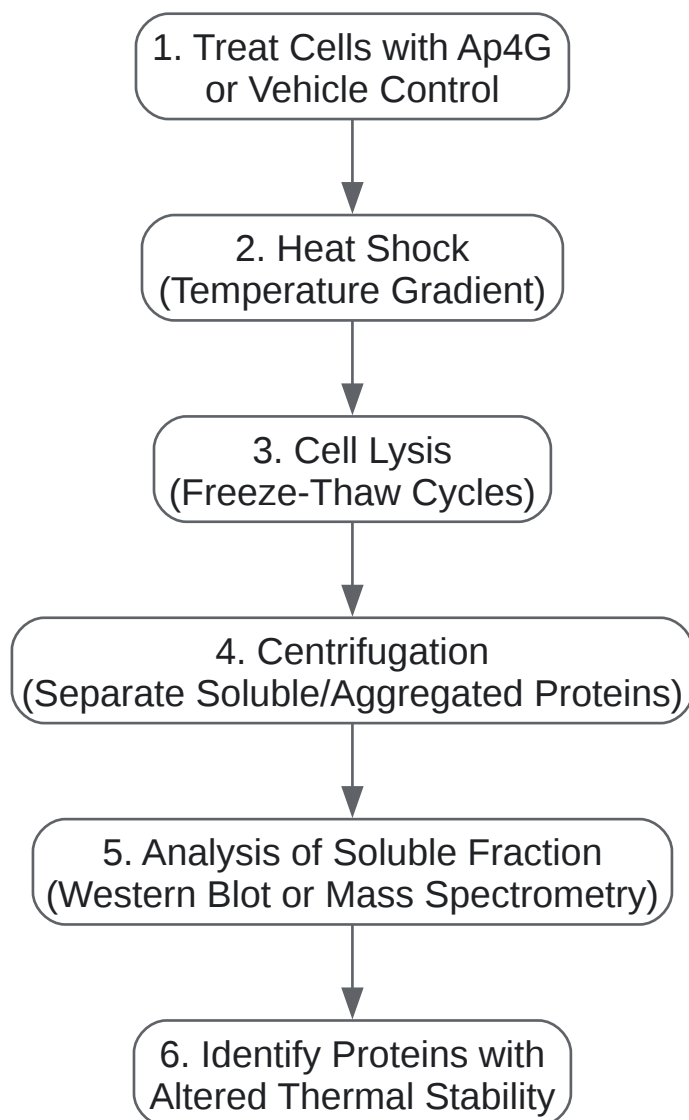 1. Treat Cells with Ap4G
or Vehicle Control
2. Heat Shock
(Temperature Gradient)
3. Cell Lysis
(Freeze-Thaw Cycles)
4. Centrifugation
(Separate Soluble/Aggregated Proteins)
5. Analysis of Soluble Fraction
(Western Blot or Mass Spectrometry)
6. Identify Proteins with
Altered Thermal Stability